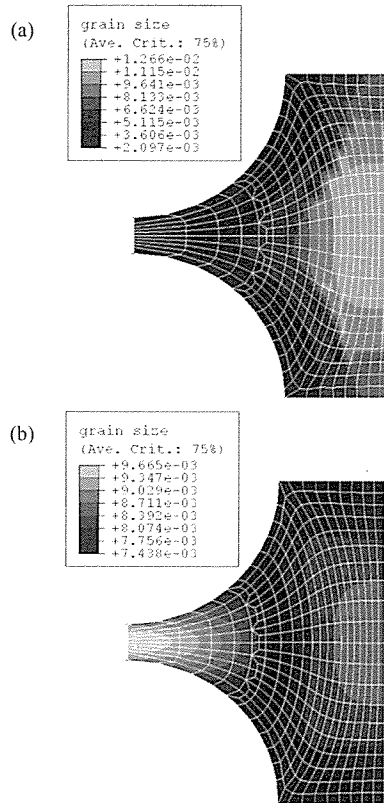 (a)
grain size
(Ave. Crit.: 75%)
+1.266e-02
+1.115e-02
+9.641e-03
+8.133e-03
+6.624e-03
+5.115e-03
+3.606e-03
+2.097e-03
(b)
grain size
(Ave. Crit.: 75%)
+9.665e-03
+9.347e-03
+9.029e-03
+8.711e-03
+8.392e-03
+8.074e-03
+7.756e-03
+7.438e-03